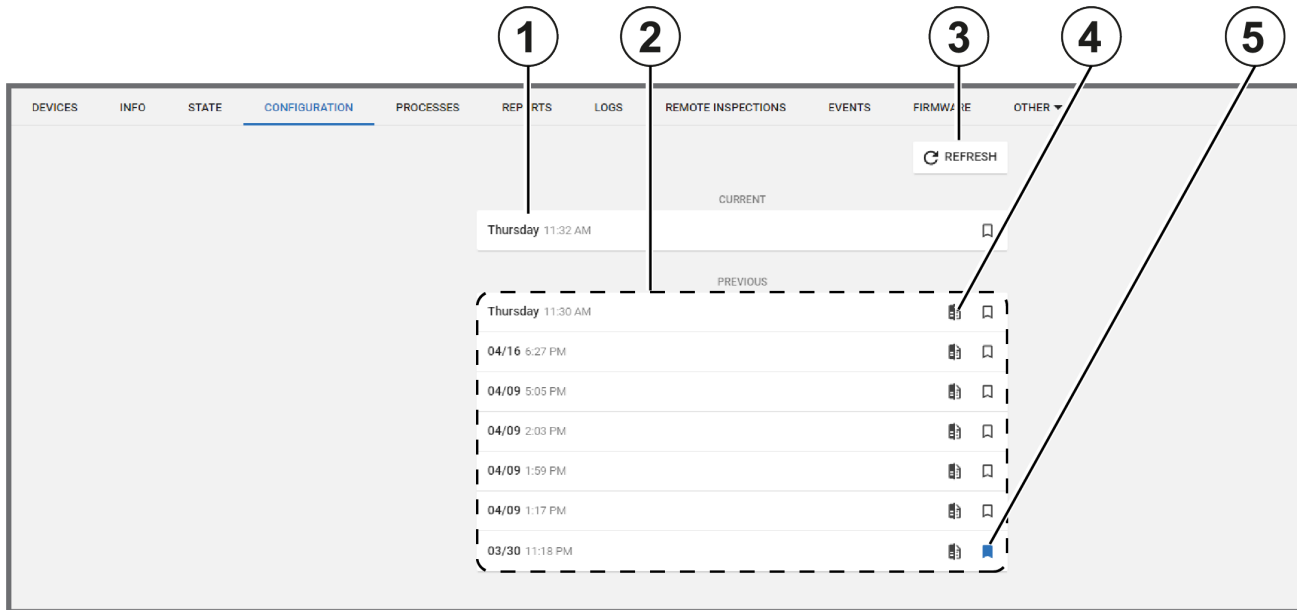 1 2 3 4 5
DEVICES INFO STATE CONFIGURATION PROCESSES REPORTS LOGS REMOTE INSPECTIONS EVENTS FIRMWARE OTHER
REFRESH
CURRENT
Thursday 11:32 AM
PREVIOUS
Thursday 11:30 AM
04/16 6:27 PM
04/09 5:05 PM
04/09 2:03 PM
04/09 1:59 PM
04/09 1:17 PM
03/30 11:18 PM